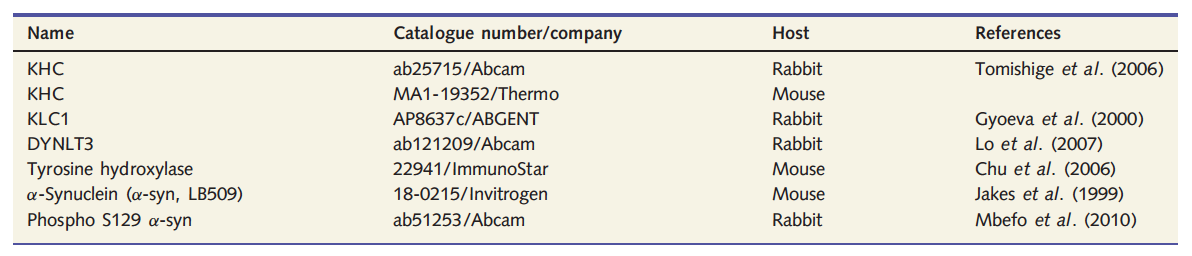 Name Catalogue number/company Host References
KHC ab25715/Abcam Rabbit Tomishige et al. (2006)
KHC MA1-19352/Thermo Mouse
KLC1 AP8637c/ABGENT Rabbit Gyoeva et al. (2000)
DYNLT3 ab121209/Abcam Rabbit Lo et al. (2007)
Tyrosine hydroxylase 22941/ImmunoStar Mouse Chu et al. (2006)
α-Synuclein (α-syn, LB509) 18-0215/Invitrogen Mouse Jakes et al. (1999)
Phospho S129 α-syn ab51253/Abcam Rabbit Mbefo et al. (2010)